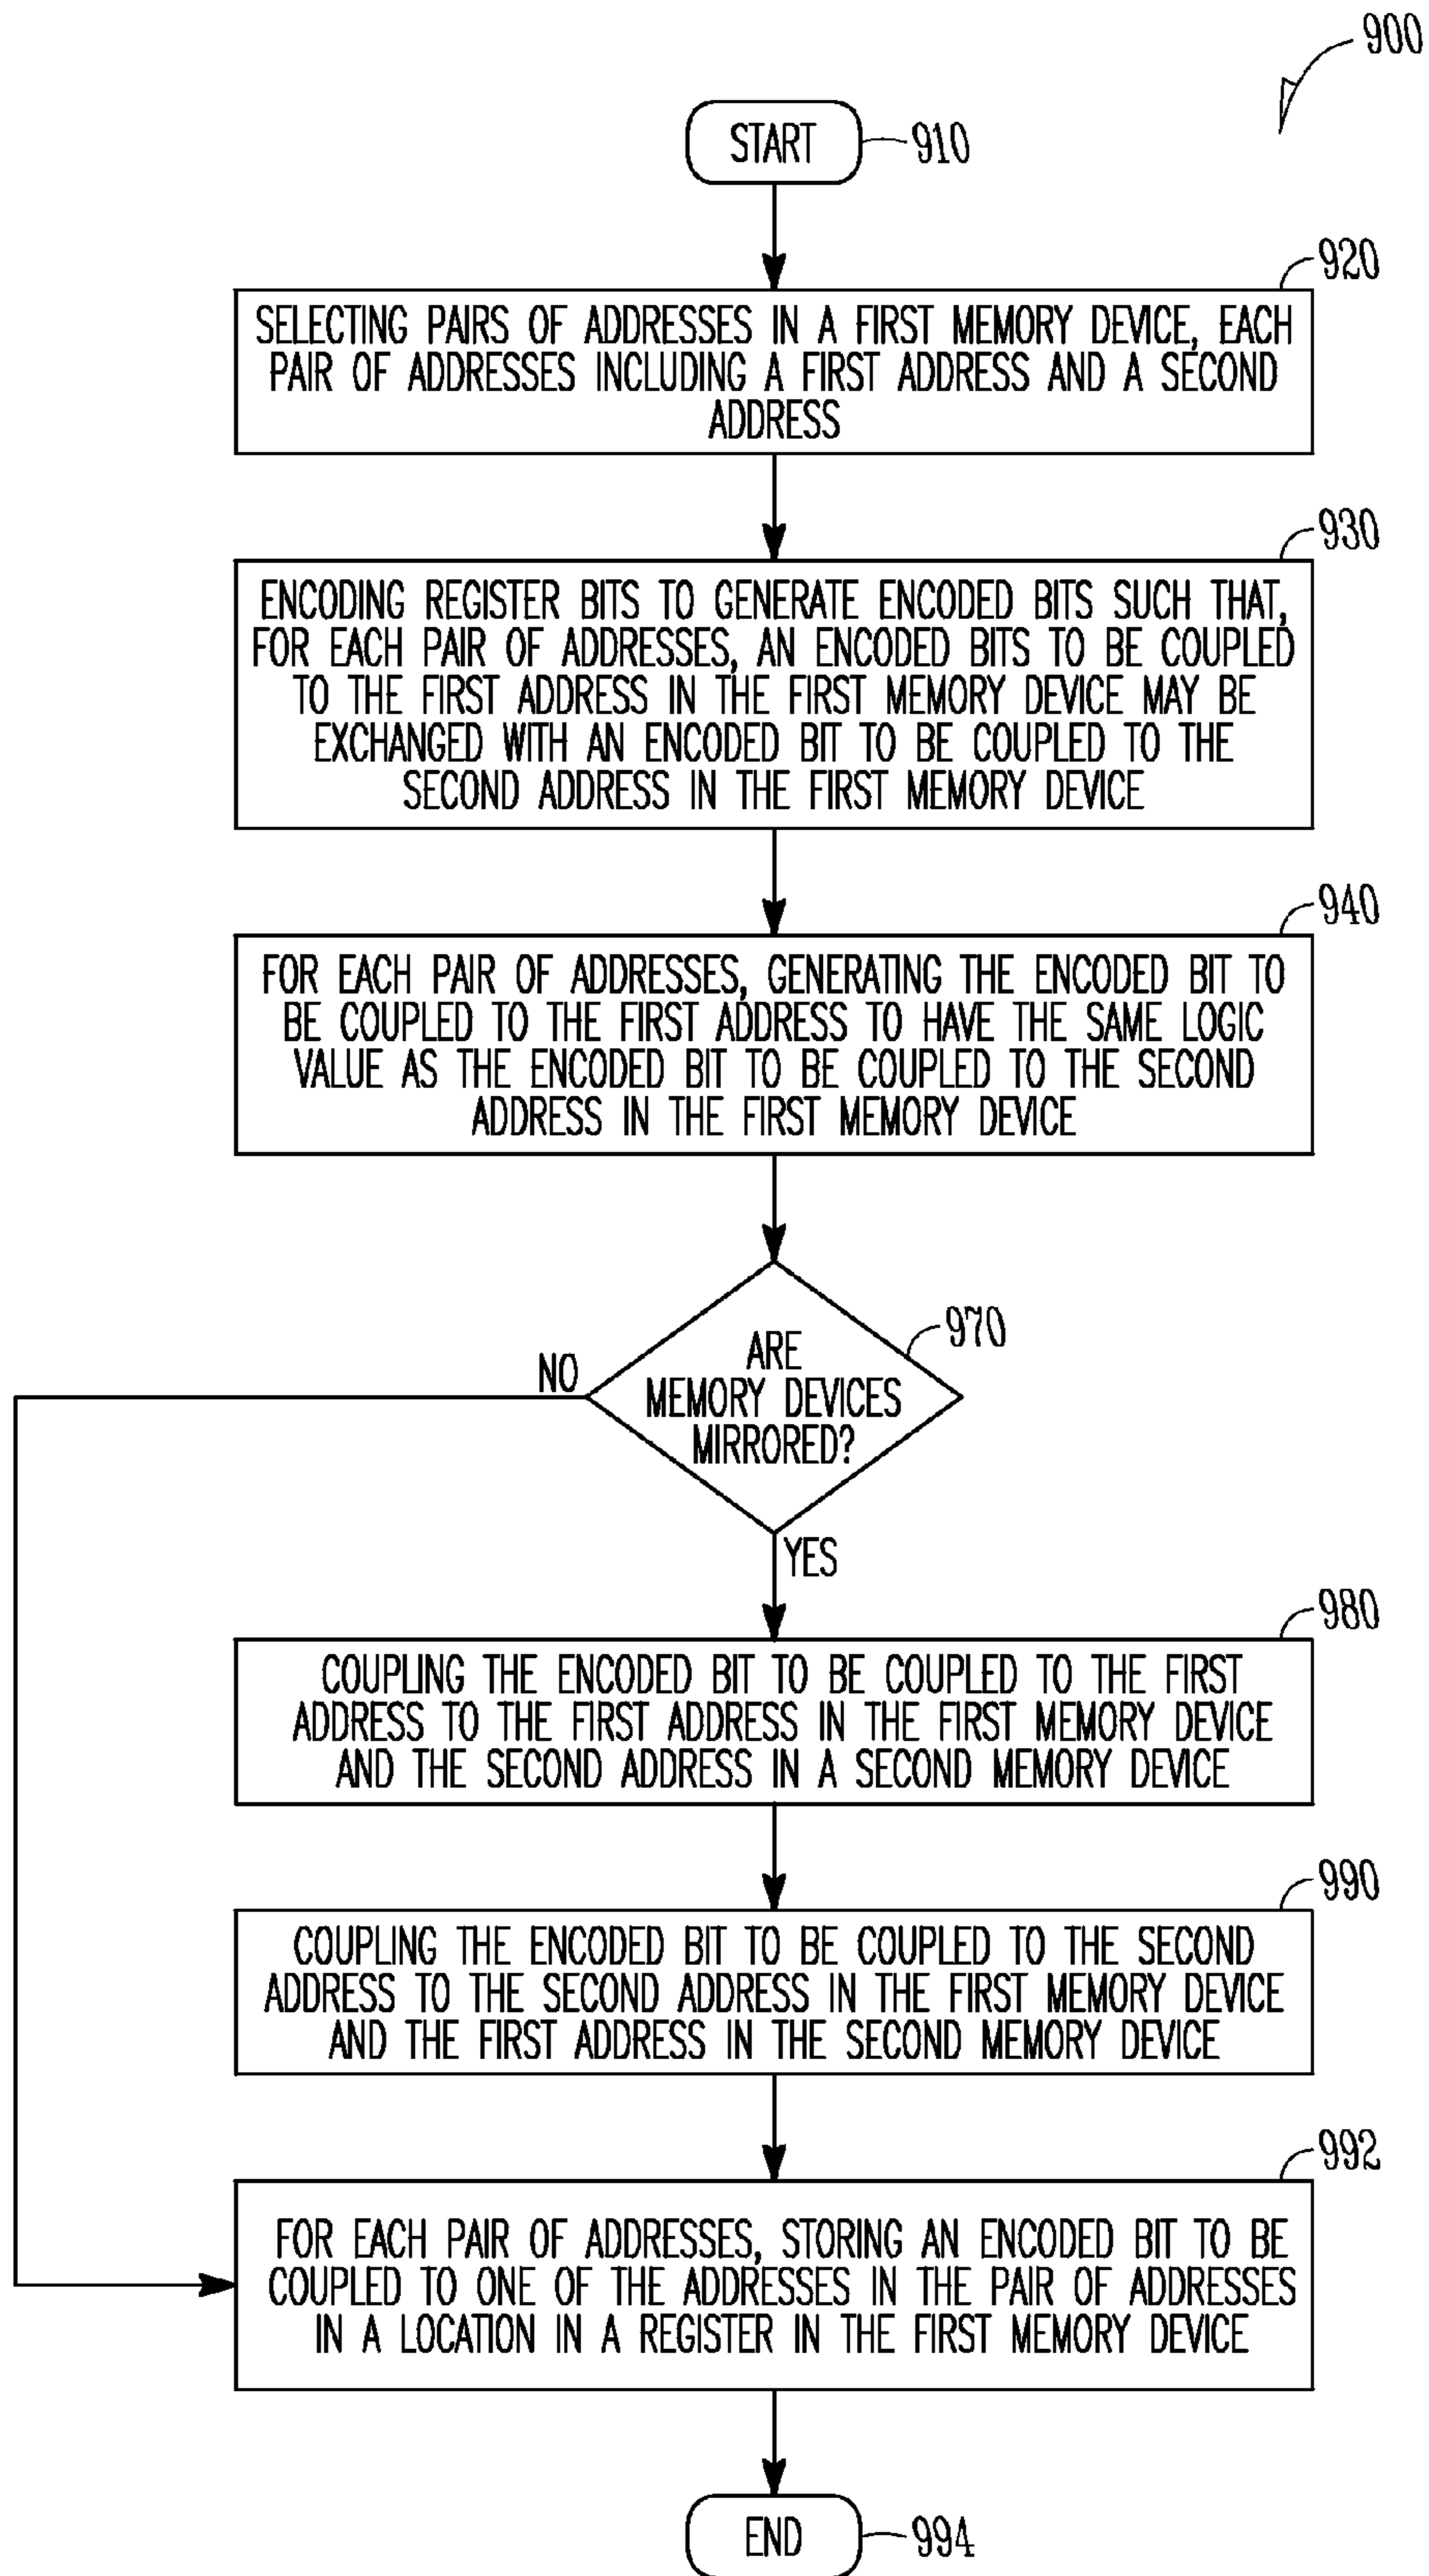 900
START
910
920
SELECTING PAIRS OF ADDRESSES IN A FIRST MEMORY DEVICE, EACH
PAIR OF ADDRESSES INCLUDING A FIRST ADDRESS AND A SECOND
ADDRESS
930
ENCODING REGISTER BITS TO GENERATE ENCODED BITS SUCH THAT,
FOR EACH PAIR OF ADDRESSES, AN ENCODED BITS TO BE COUPLED
TO THE FIRST ADDRESS IN THE FIRST MEMORY DEVICE MAY BE
EXCHANGED WITH AN ENCODED BIT TO BE COUPLED TO THE
SECOND ADDRESS IN THE FIRST MEMORY DEVICE
940
FOR EACH PAIR OF ADDRESSES, GENERATING THE ENCODED BIT TO
BE COUPLED TO THE FIRST ADDRESS TO HAVE THE SAME LOGIC
VALUE AS THE ENCODED BIT TO BE COUPLED TO THE SECOND
ADDRESS IN THE FIRST MEMORY DEVICE
970
NO
ARE
MEMORY DEVICES
MIRRORED?
YES
980
COUPLING THE ENCODED BIT TO BE COUPLED TO THE FIRST
ADDRESS TO THE FIRST ADDRESS IN THE FIRST MEMORY DEVICE
AND THE SECOND ADDRESS IN A SECOND MEMORY DEVICE
990
COUPLING THE ENCODED BIT TO BE COUPLED TO THE SECOND
ADDRESS TO THE SECOND ADDRESS IN THE FIRST MEMORY DEVICE
AND THE FIRST ADDRESS IN THE SECOND MEMORY DEVICE
992
FOR EACH PAIR OF ADDRESSES, STORING AN ENCODED BIT TO BE
COUPLED TO ONE OF THE ADDRESSES IN THE PAIR OF ADDRESSES
IN A LOCATION IN A REGISTER IN THE FIRST MEMORY DEVICE
END
994